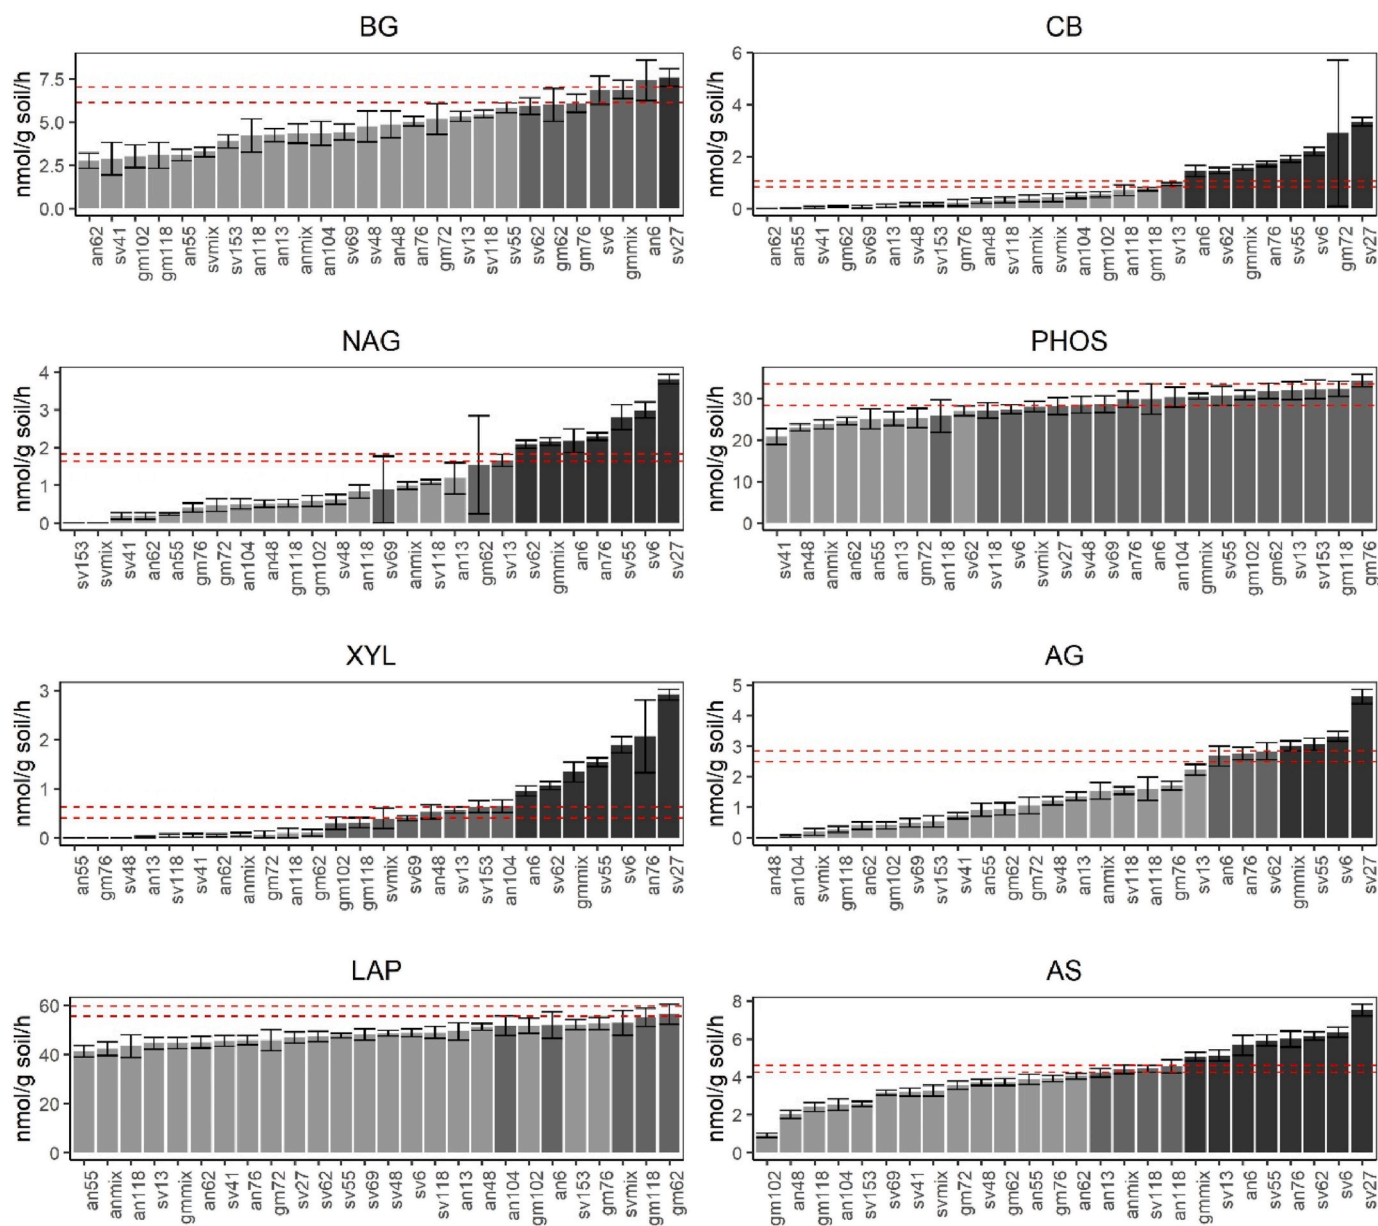 BG
nmol/g soil/h
7.5
5.0
2.5
0.0
an62 sv41 gm102 gm118 an55 svmix sv153 an118 an13 anmix an104 sv69 sv48 an48 an76 gm72 sv13 sv118 sv55 sv62 gm62 gm76 sv6 gmmix an6 sv27
CB
nmol/g soil/h
6
4
2
0
an62 an55 sv41 gm62 sv69 an13 sv48 sv153 gm76 an48 sv118 anmix svmix an104 gm102 an118 gm118 sv13 an6 sv62 gmmix an76 sv55 sv6 gm72 sv27
NAG
nmol/g soil/h
4
3
2
1
0
sv153 svmix sv41 an62 an55 gm76 gm72 an104 an48 gm118 gm102 sv48 an118 sv69 anmix sv118 an13 gm62 sv13 sv62 gmmix an6 an76 sv55 sv6 sv27
PHOS
nmol/g soil/h
30
20
10
0
sv41 an48 anmix an62 an55 an13 gm72 an118 sv62 sv118 sv6 svmix sv27 sv48 sv69 an76 an6 an104 gmmix sv55 gm102 gm62 sv13 sv153 gm118 gm76
XYL
nmol/g soil/h
3
2
1
0
an55 gm76 sv48 an13 sv118 sv41 an62 anmix gm72 an118 gm62 gm102 gm118 svmix sv69 an48 sv13 sv153 an104 an6 sv62 gmmix sv55 sv6 an76 sv27
AG
nmol/g soil/h
5
4
3
2
1
0
an48 an104 svmix gm118 an62 gm102 sv69 sv153 sv41 an55 gm62 gm72 sv48 an13 anmix sv118 an118 gm76 sv13 an6 an76 sv62 gmmix sv55 sv6 sv27
LAP
nmol/g soil/h
60
40
20
0
an55 anmix an118 sv13 gmmix an62 sv41 an76 gm72 sv27 sv62 sv55 sv69 sv48 sv6 sv118 an13 an48 an104 gm102 an6 sv153 gm76 svmix gm118 gm62
AS
nmol/g soil/h
8
6
4
2
0
gm102 an48 gm118 an104 sv153 sv69 sv41 svmix gm72 sv48 gm62 an55 gm76 an62 an13 anmix sv118 an118 gmmix sv13 an6 sv55 an76 sv62 sv6 sv27